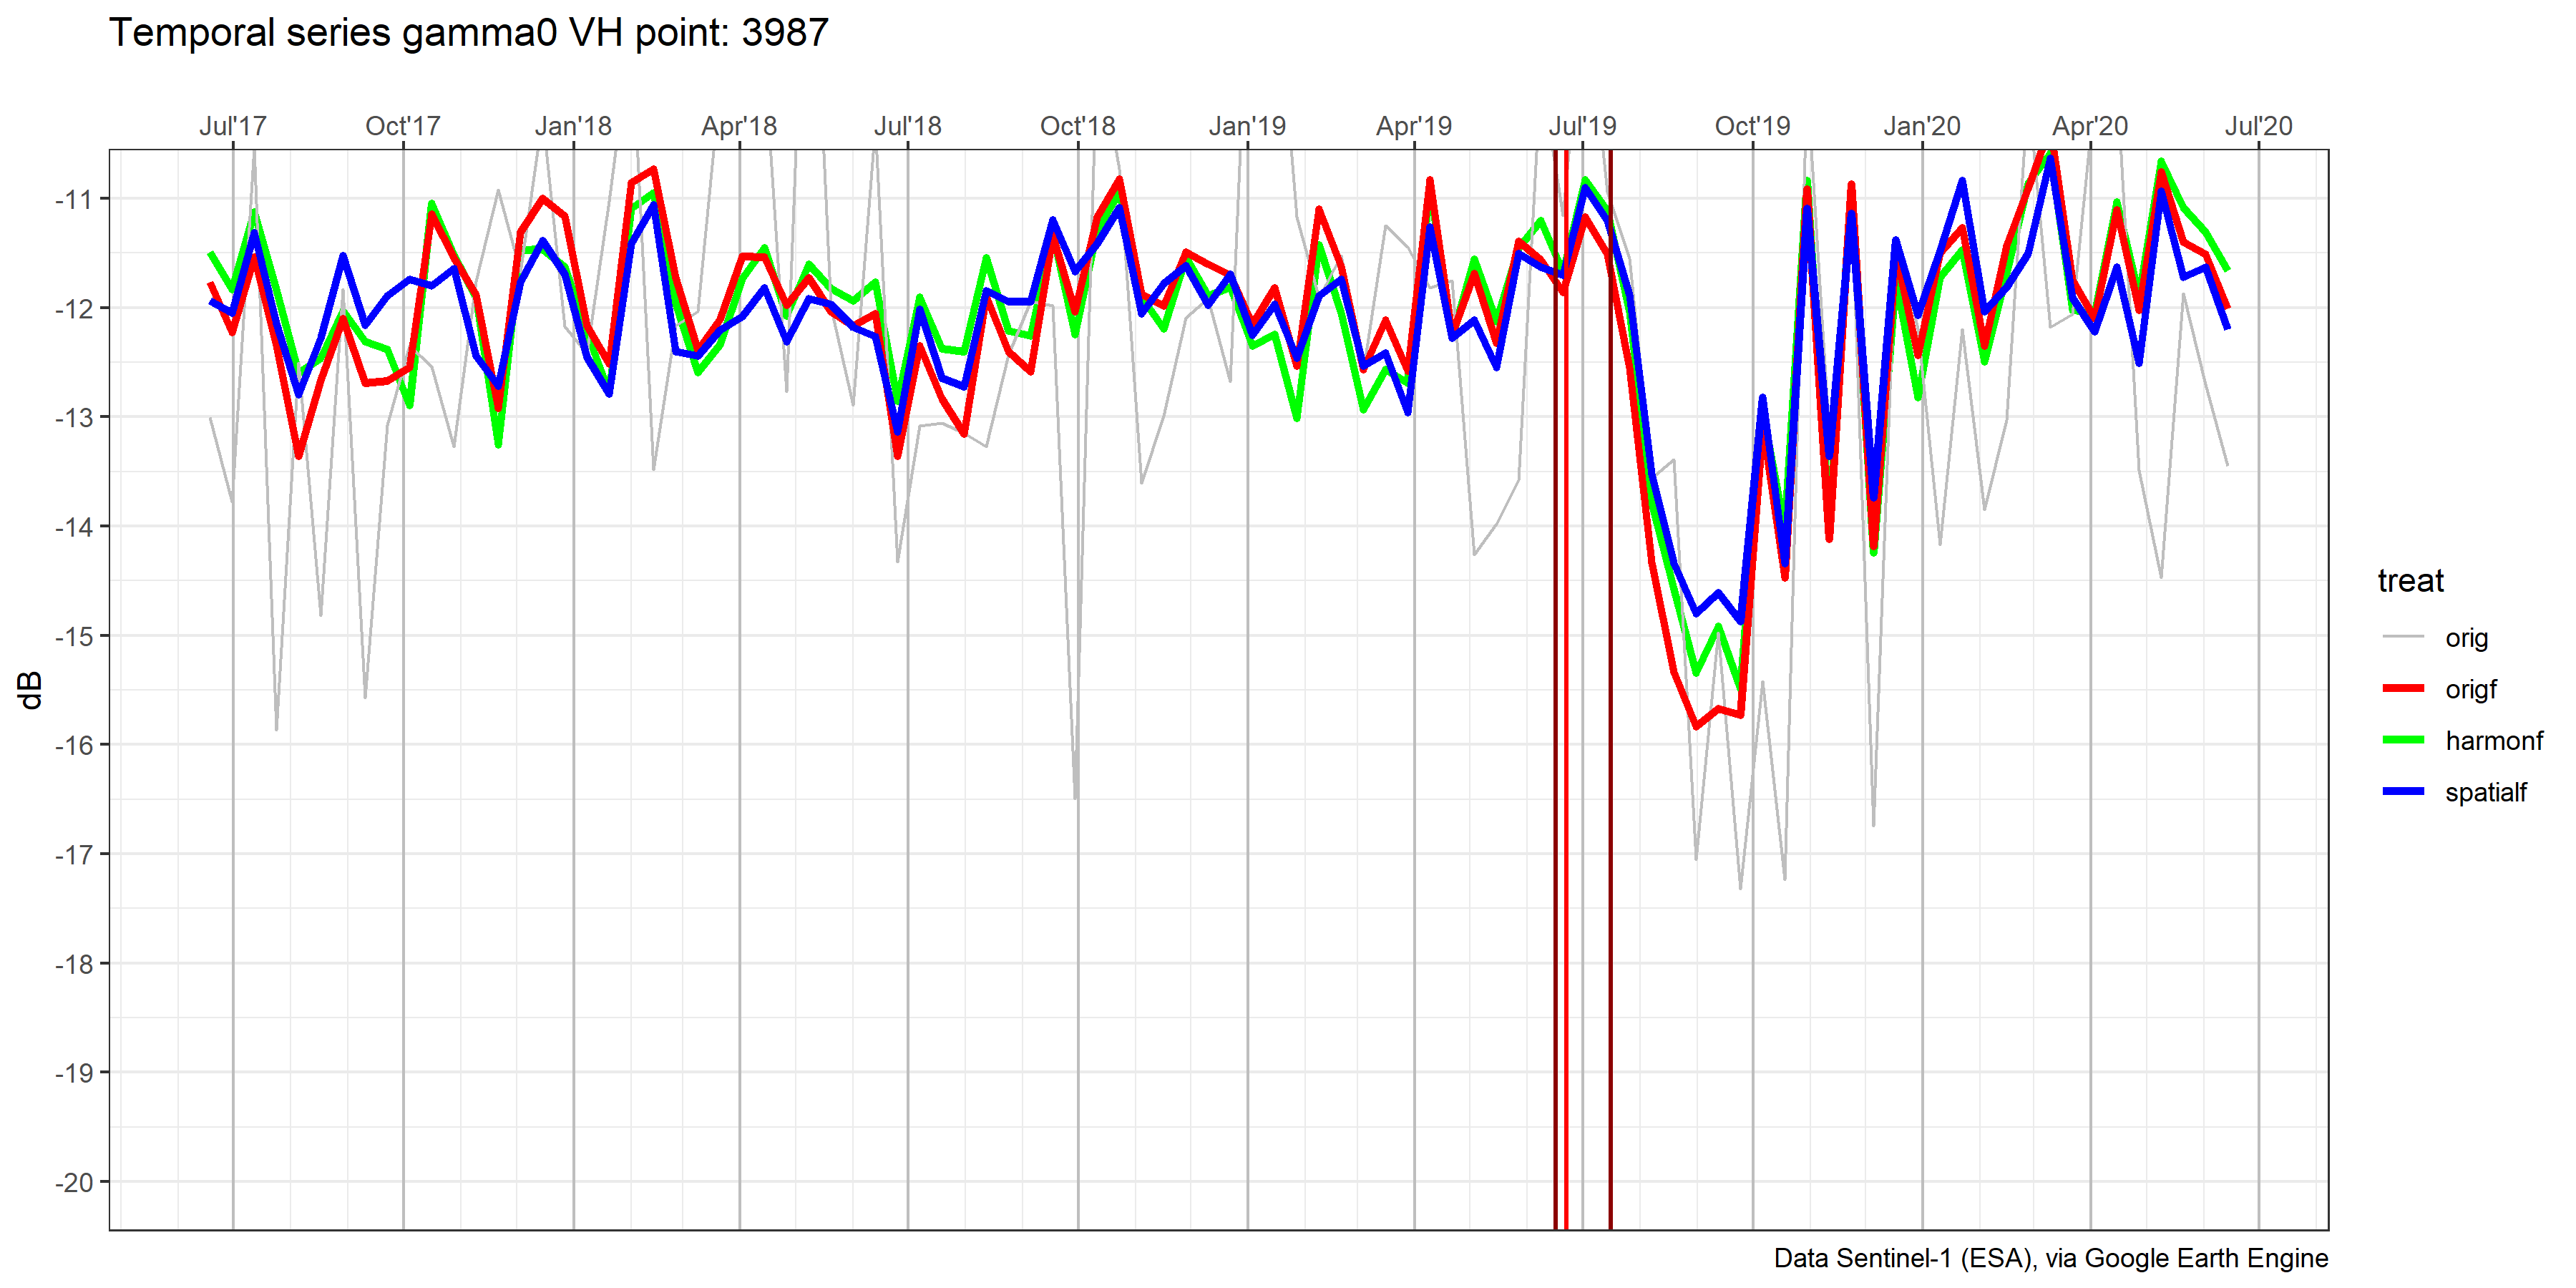 Temporal series gamma0 VH point: 3987
Jul'17 Oct'17 Jan'18 Apr'18 Jul'18 Oct'18 Jan'19 Apr'19 Jul'19 Oct'19 Jan'20 Apr'20 Jul'20
-11
-12
-13
-14
-15
-16
-17
-18
-19
-20
dB
treat
orig
origf
harmonf
spatialf
Data Sentinel-1 (ESA), via Google Earth Engine